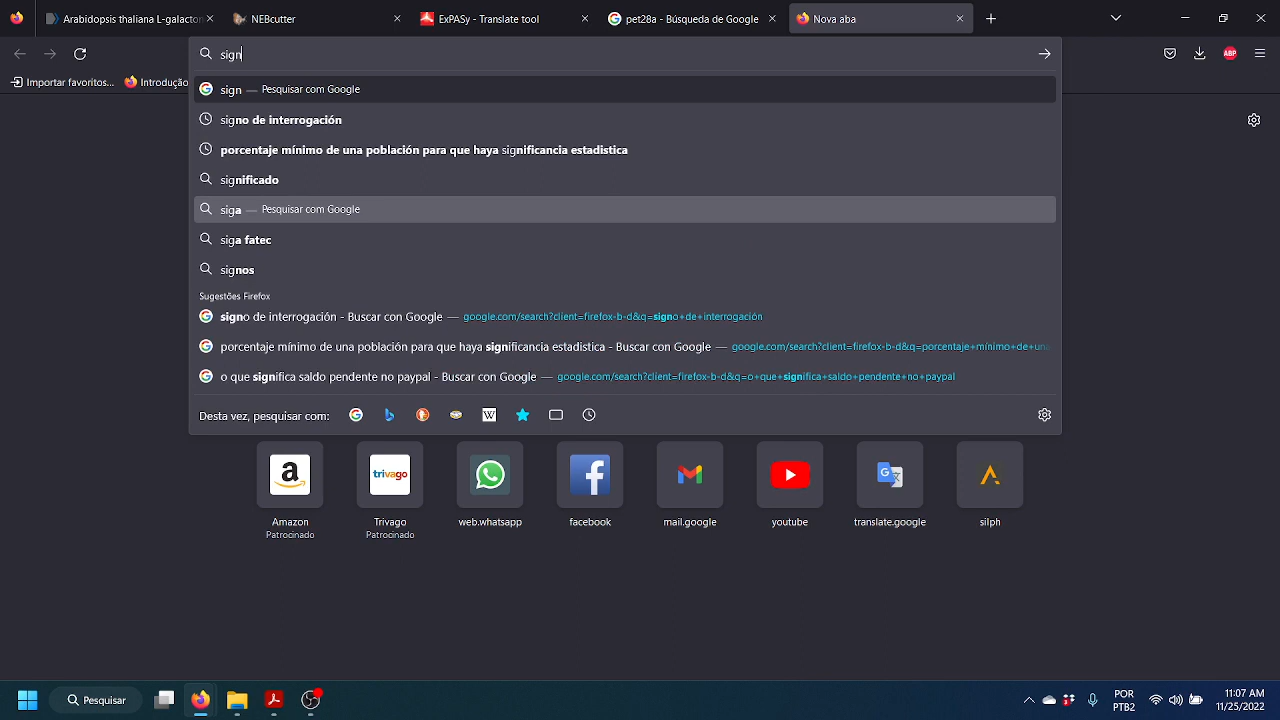 Arabidopsis thaliana L-galacton
NEBcutter
ExPASy - Translate tool
pet28a - Búsqueda de Google
Nova aba
sign
Importar favoritos...
Introdução
sign — Pesquisar com Google
signo de interrogación
porcentaje mínimo de una población para que haya significancia estadistica
significado
siga — Pesquisar com Google
siga fatec
signos
Sugestões Firefox
signo de interrogación - Buscar con Google — google.com/search?client=firefox-b-d&q=signo+de+interrogación
porcentaje mínimo de una población para que haya significancia estadistica - Buscar con Google — google.com/search?client=firefox-b-d&q=porcentaje+mínimo+de+una
o que significa saldo pendente no paypal - Buscar con Google — google.com/search?client=firefox-b-d&q=o+que+significa+saldo+pendente+no+paypal
Desta vez, pesquisar com:
ABP
W
a
trivago
Amazon
Patrocinado
Trivago
Patrocinado
web.whatsapp
facebook
mail.google
youtube
translate.google
silph
Pesquisar
POR
PTB2
11:07 AM
11/25/2022